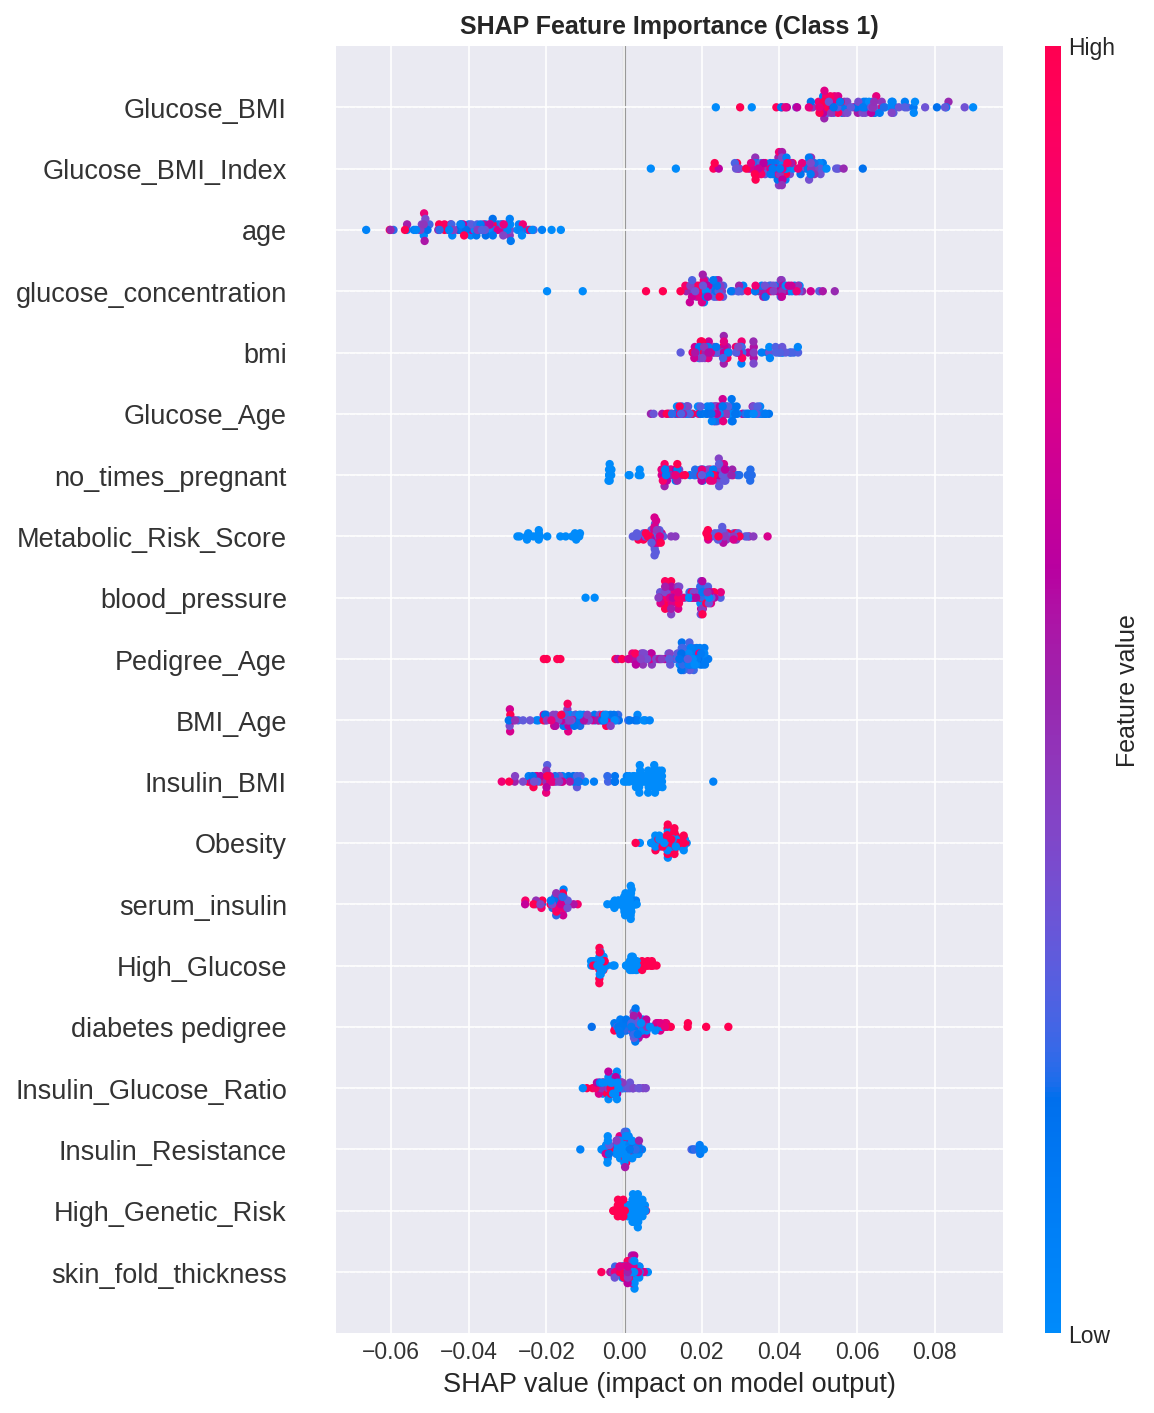 SHAP Feature Importance (Class 1)
High
Glucose_BMI
Glucose_BMI_Index
age
glucose_concentration
bmi
Glucose_Age
no_times_pregnant
Metabolic_Risk_Score
blood_pressure
Pedigree_Age
BMI_Age
Insulin_BMI
Obesity
serum_insulin
High_Glucose
diabetes pedigree
Insulin_Glucose_Ratio
Insulin_Resistance
High_Genetic_Risk
skin_fold_thickness
Feature value
Low
−0.06 −0.04 −0.02 0.00 0.02 0.04 0.06 0.08
SHAP value (impact on model output)